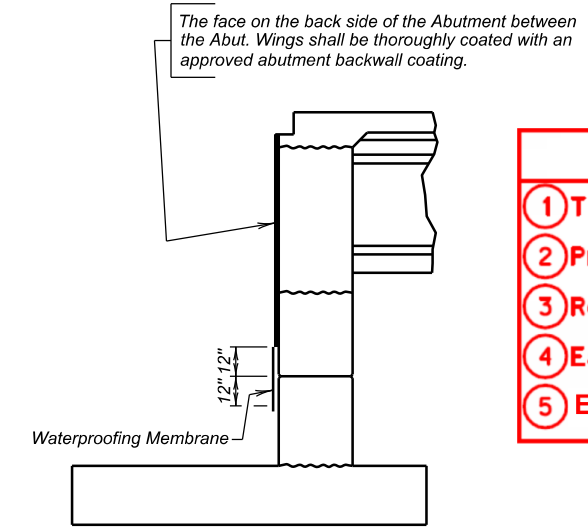 The face on the back side of the Abutment between
the Abut. Wings shall be thoroughly coated with an
approved abutment backwall coating.
12"
12"
Waterproofing Membrane
1 T
2 P
3 R
4 E
5 E